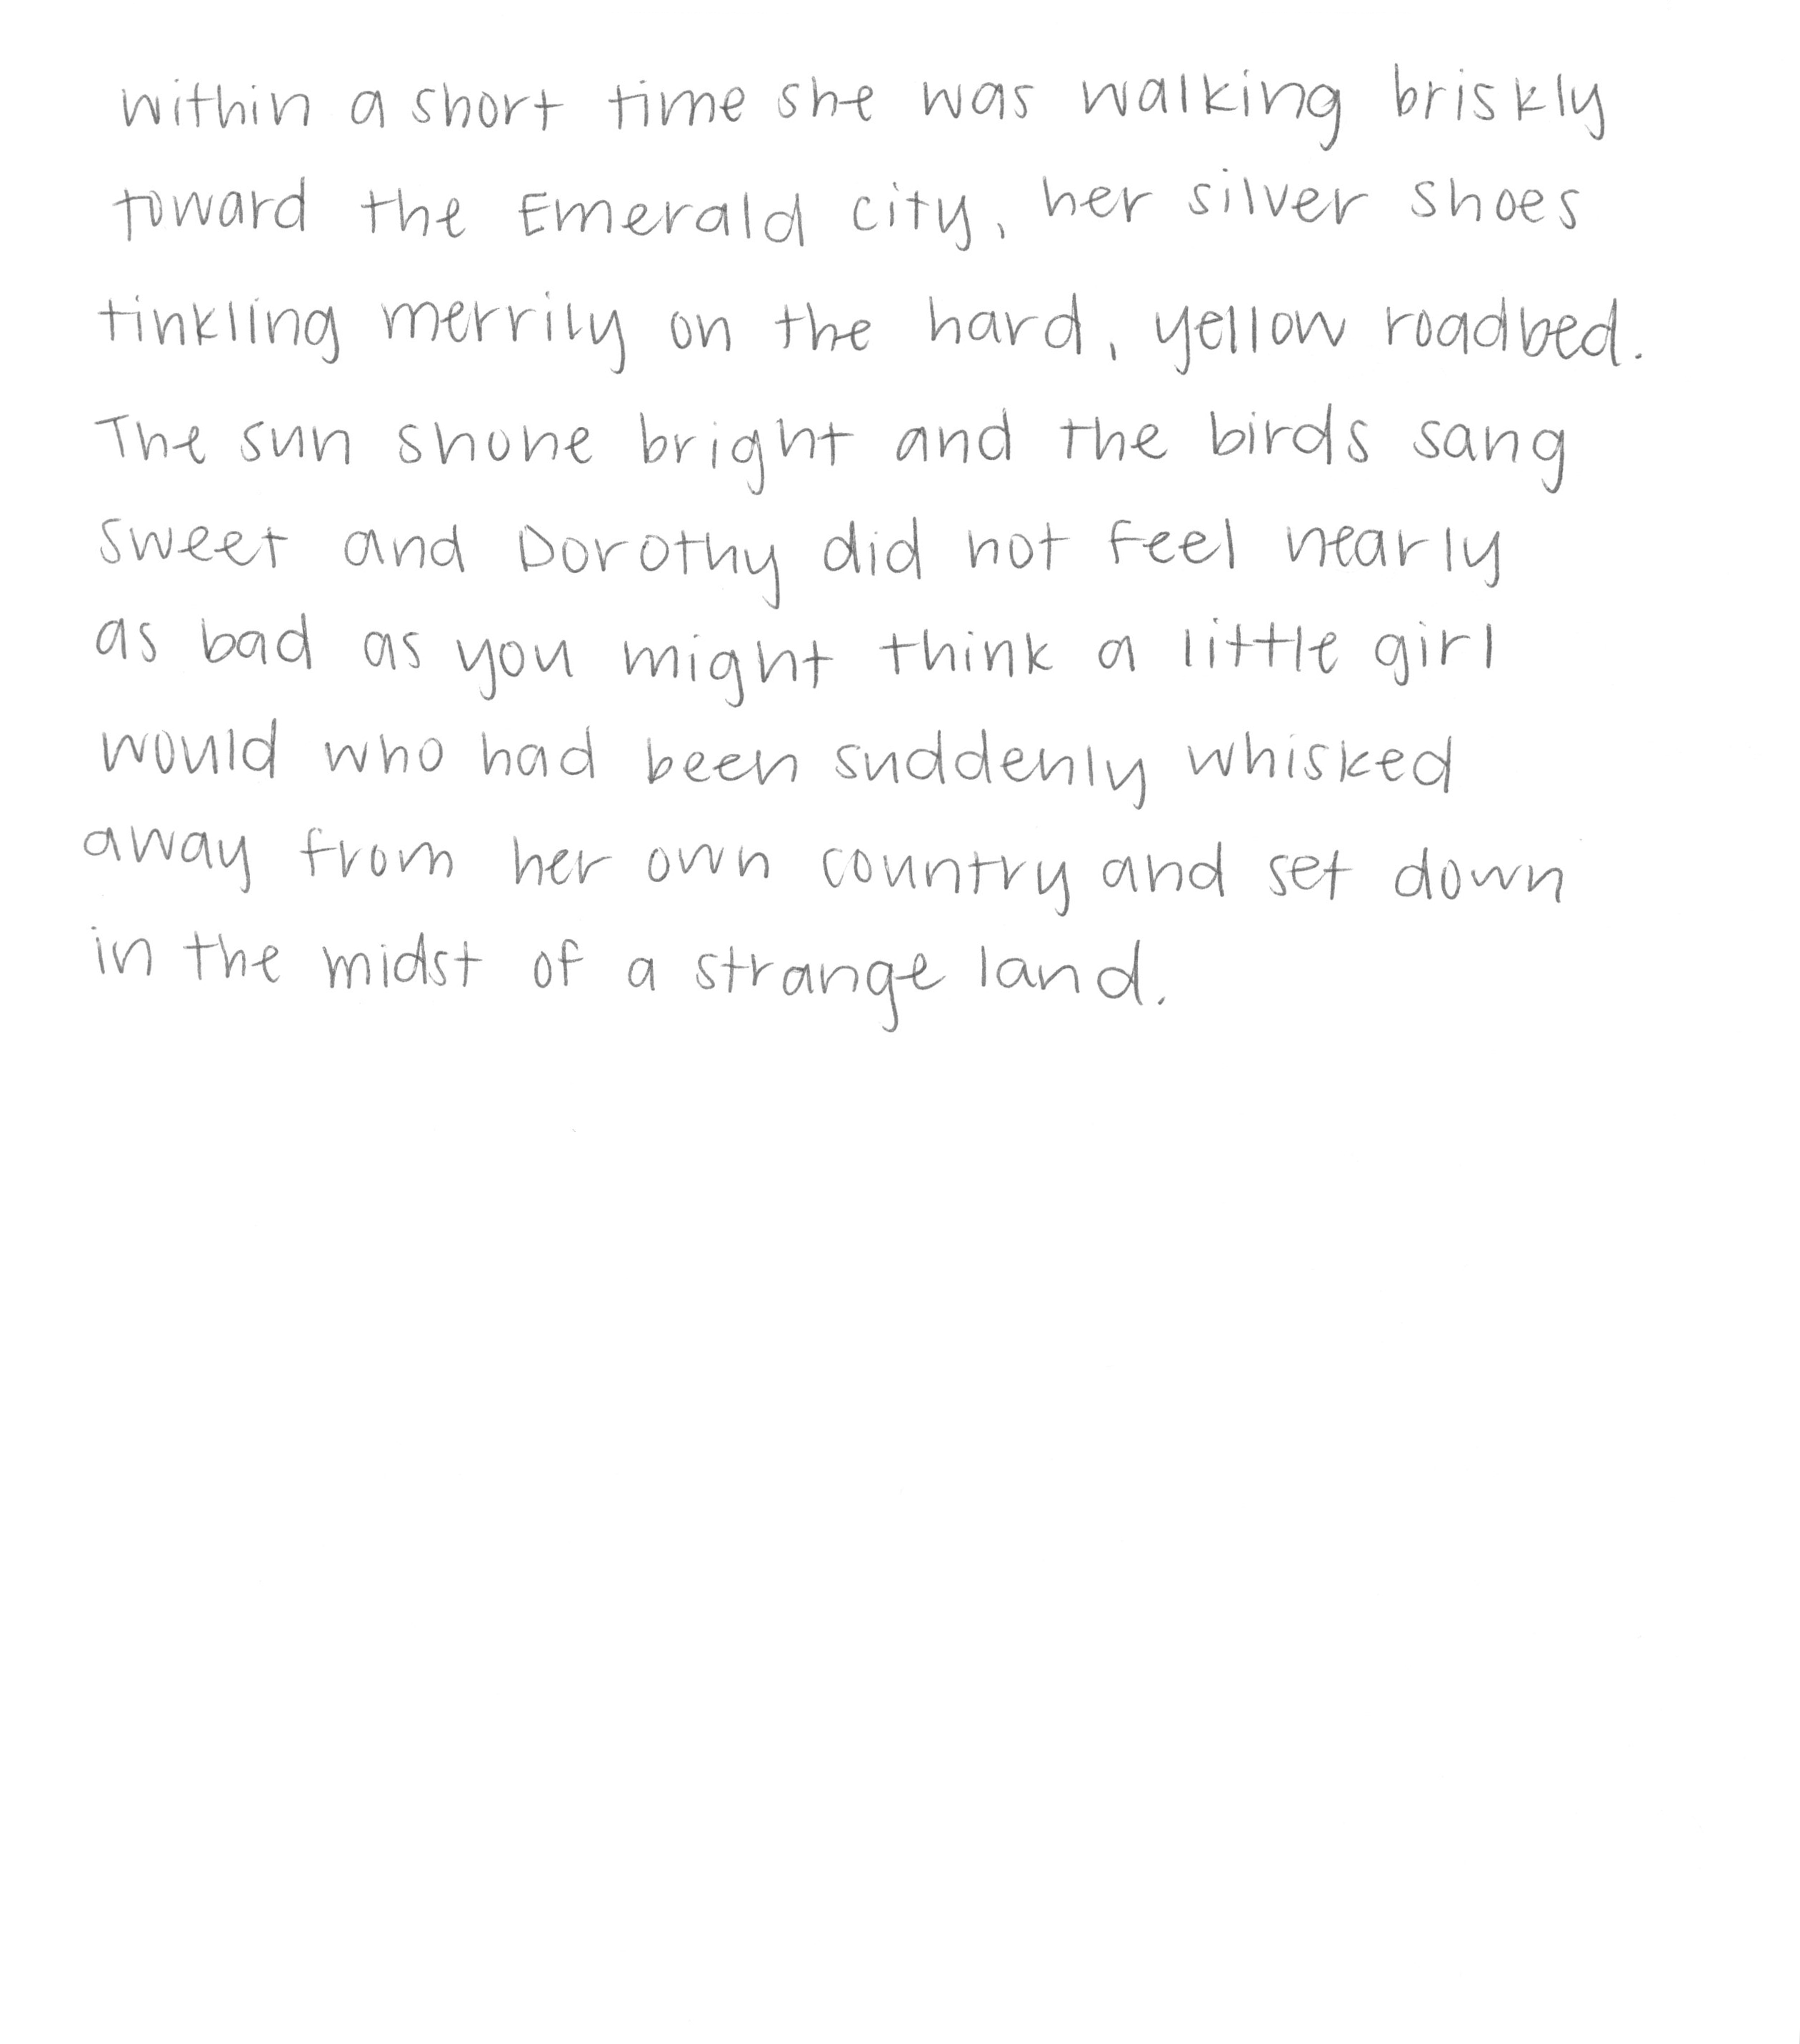 within a short time she was walking briskly
toward the Emerald city, her silver shoes
tinkling merrily on the hard, yellow roadbed.
The sun shone bright and the birds sang
sweet and Dorothy did not feel nearly
as bad as you might think a little girl
would who had been suddenly whisked
away from her own country and set down
in the midst of a strange land.